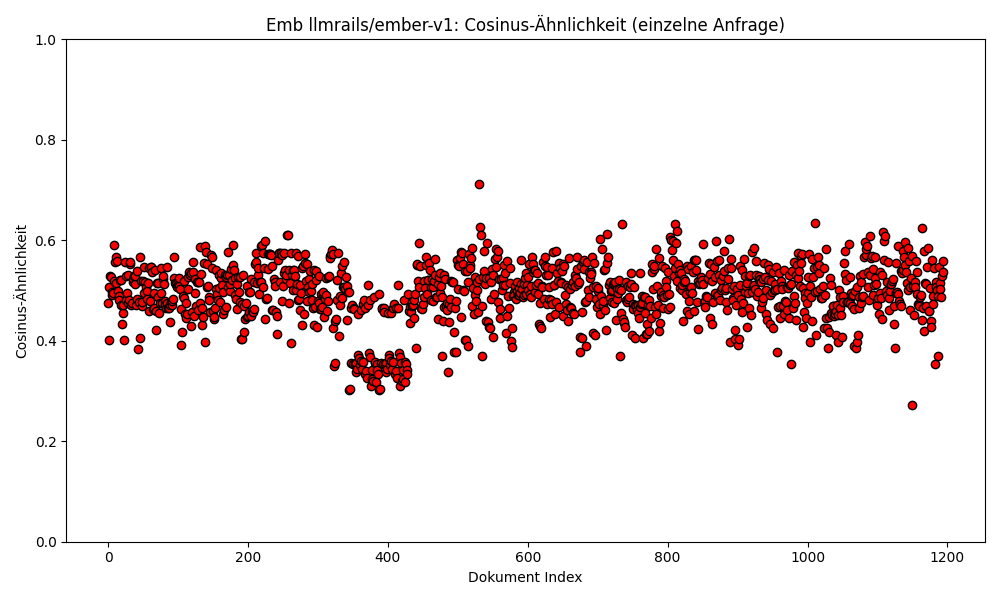 Emb llmrails/ember-v1: Cosinus-Ähnlichkeit (einzelne Anfrage)
1.0
0.8
0.6
0.4
0.2
0.0
Cosinus-Ähnlichkeit
0 200 400 600 800 1000 1200
Dokument Index